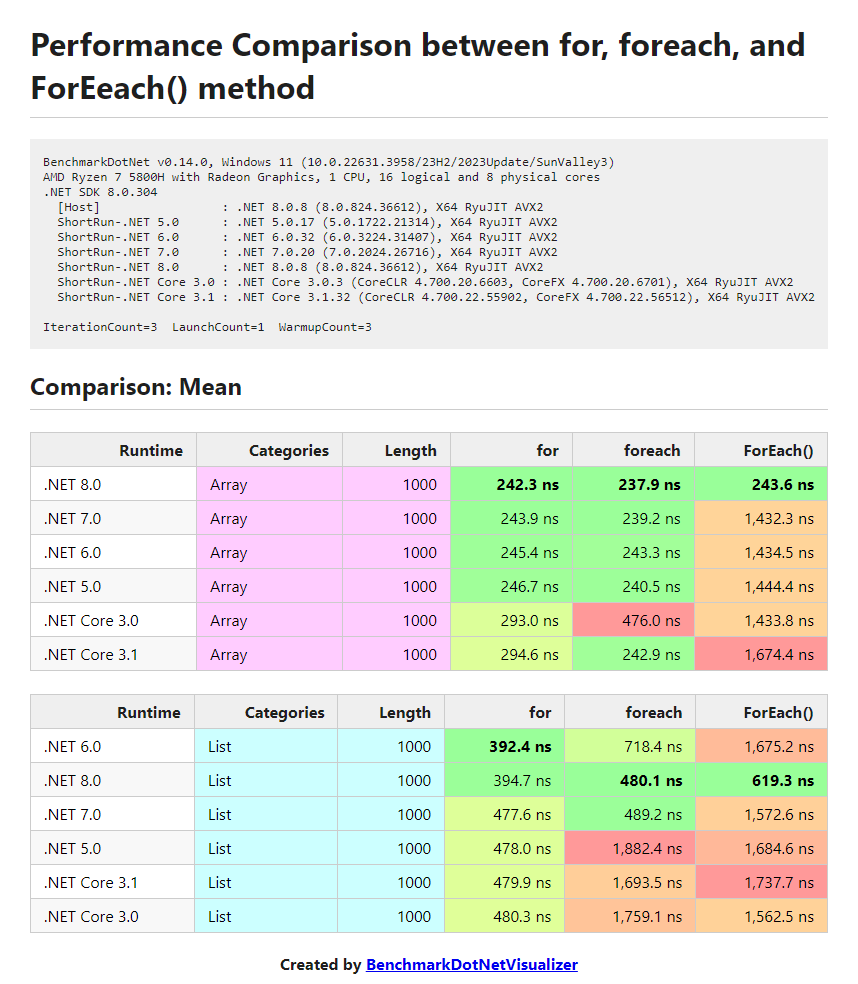 Performance Comparison between for, foreach, and
ForEeach() method
BenchmarkDotNet v0.14.0, Windows 11 (10.0.22631.3958/23H2/2023Update/SunValley3)
AMD Ryzen 7 5800H with Radeon Graphics, 1 CPU, 16 logical and 8 physical cores
.NET SDK 8.0.304
[Host] : .NET 8.0.8 (8.0.824.36612), X64 RyuJIT AVX2
ShortRun-.NET 5.0 : .NET 5.0.17 (5.0.1722.21314), X64 RyuJIT AVX2
ShortRun-.NET 6.0 : .NET 6.0.32 (6.0.3224.31407), X64 RyuJIT AVX2
ShortRun-.NET 7.0 : .NET 7.0.20 (7.0.2024.26716), X64 RyuJIT AVX2
ShortRun-.NET 8.0 : .NET 8.0.8 (8.0.824.36612), X64 RyuJIT AVX2
ShortRun-.NET Core 3.0 : .NET Core 3.0.3 (CoreCLR 4.700.20.6603, CoreFX 4.700.20.6701), X64 RyuJIT AVX2
ShortRun-.NET Core 3.1 : .NET Core 3.1.32 (CoreCLR 4.700.22.55902, CoreFX 4.700.22.56512), X64 RyuJIT AVX2
IterationCount=3 LaunchCount=1 WarmupCount=3
Comparison: Mean
Runtime Categories Length for foreach ForEach()
.NET 8.0 Array 1000 242.3 ns 237.9 ns 243.6 ns
.NET 7.0 Array 1000 243.9 ns 239.2 ns 1,432.3 ns
.NET 6.0 Array 1000 245.4 ns 243.3 ns 1,434.5 ns
.NET 5.0 Array 1000 246.7 ns 240.5 ns 1,444.4 ns
.NET Core 3.0 Array 1000 293.0 ns 476.0 ns 1,433.8 ns
.NET Core 3.1 Array 1000 294.6 ns 242.9 ns 1,674.4 ns
Runtime Categories Length for foreach ForEach()
.NET 6.0 List 1000 392.4 ns 718.4 ns 1,675.2 ns
.NET 8.0 List 1000 394.7 ns 480.1 ns 619.3 ns
.NET 7.0 List 1000 477.6 ns 489.2 ns 1,572.6 ns
.NET 5.0 List 1000 478.0 ns 1,882.4 ns 1,684.6 ns
.NET Core 3.1 List 1000 479.9 ns 1,693.5 ns 1,737.7 ns
.NET Core 3.0 List 1000 480.3 ns 1,759.1 ns 1,562.5 ns
Created by BenchmarkDotNetVisualizer